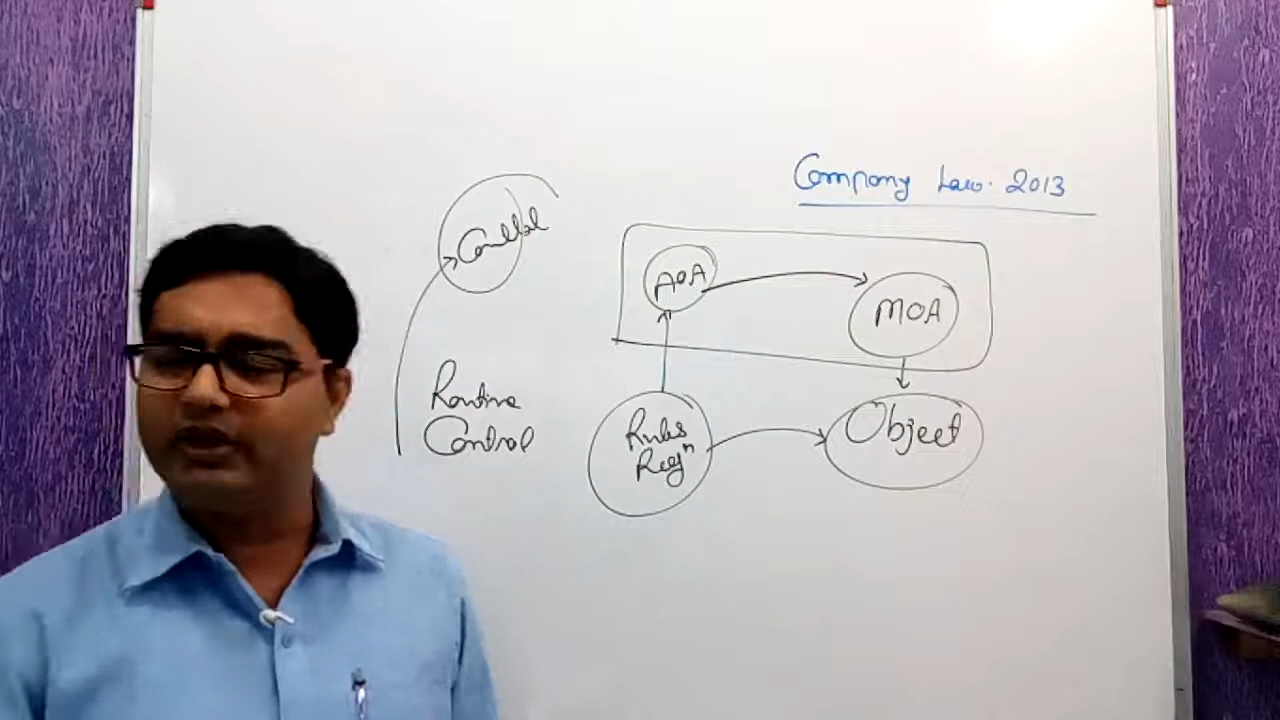 Company Law. 2013
Control
AOA
MOA
Routine
Control
Rules
Regⁿ
Object